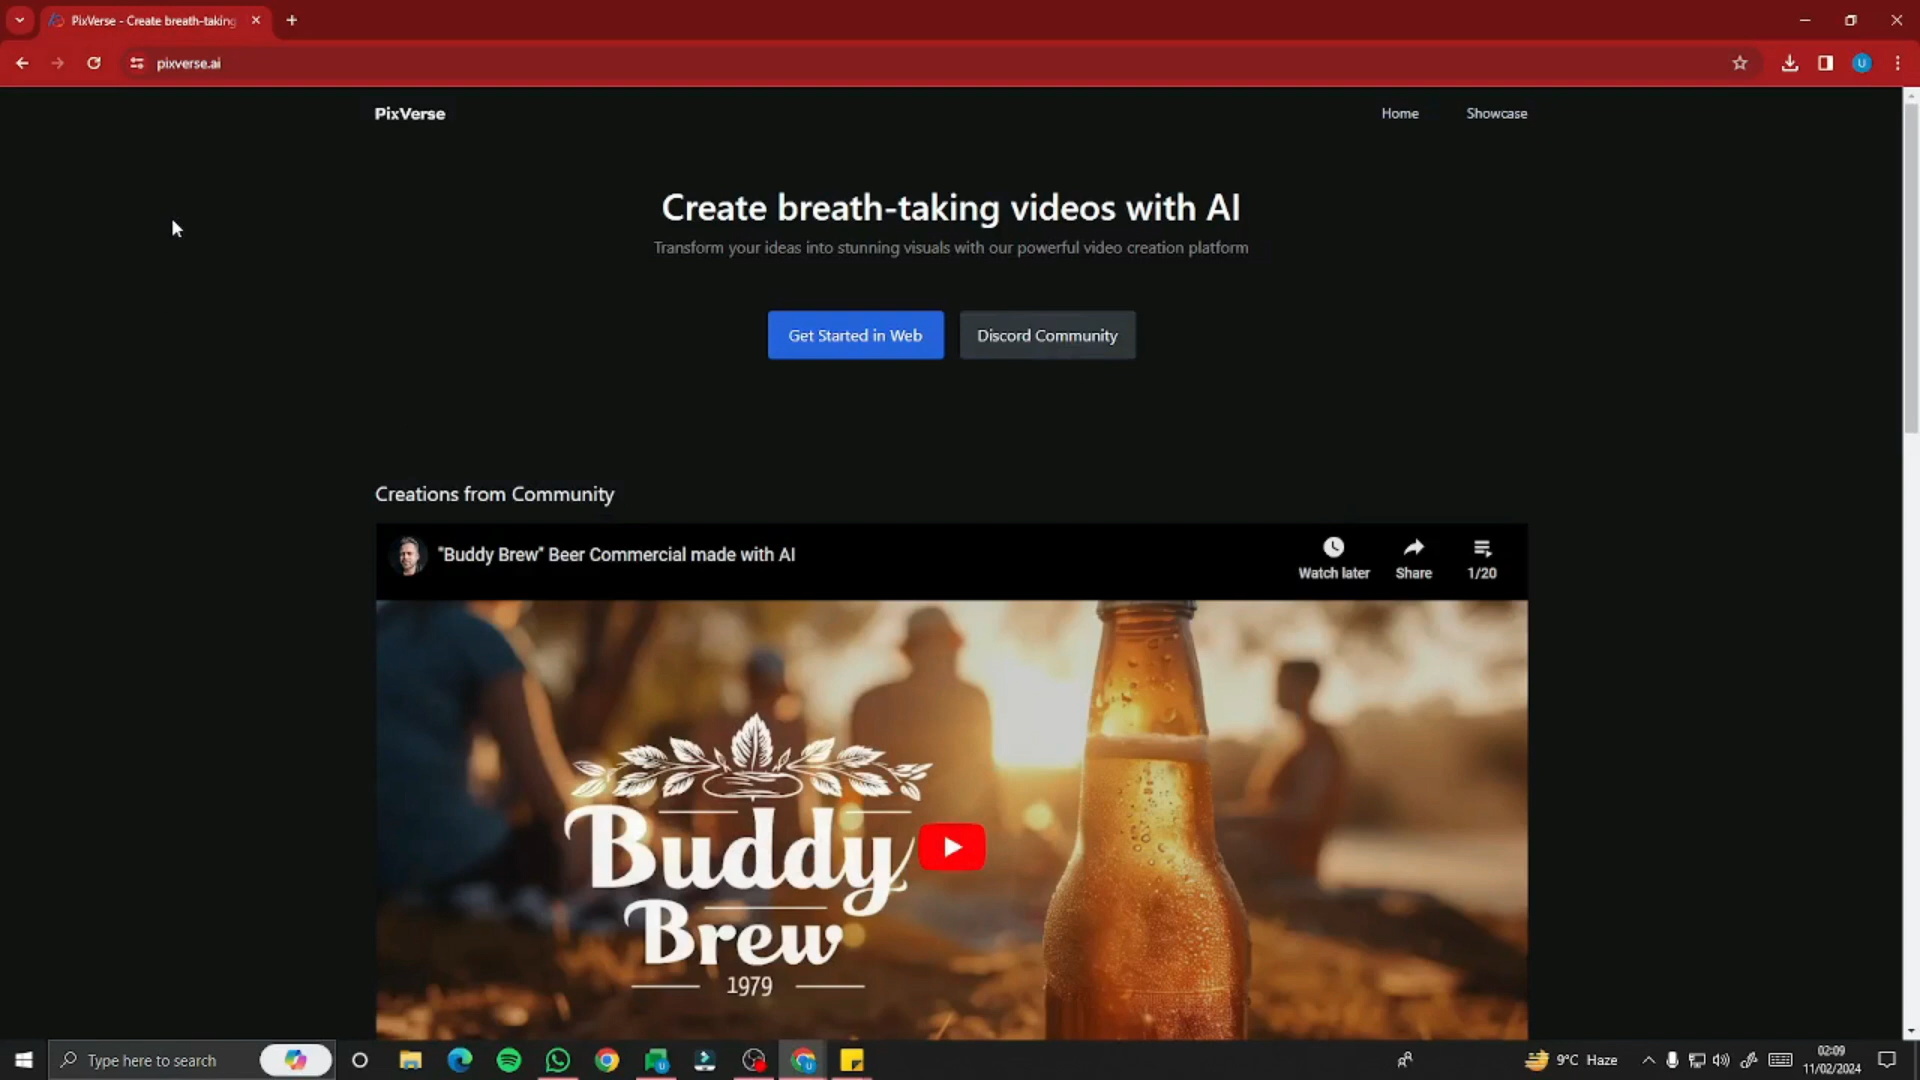 PixVerse - Create breath-taking
pixverse.ai
U
PixVerse
Home
Showcase
Create breath-taking videos with AI
Transform your ideas into stunning visuals with our powerful video creation platform
Get Started in Web
Discord Community
Creations from Community
"Buddy Brew" Beer Commercial made with AI
Watch later
Share
1/20
Buddy
Brew
1979
Type here to search
9°C Haze
02:09
11/02/2024